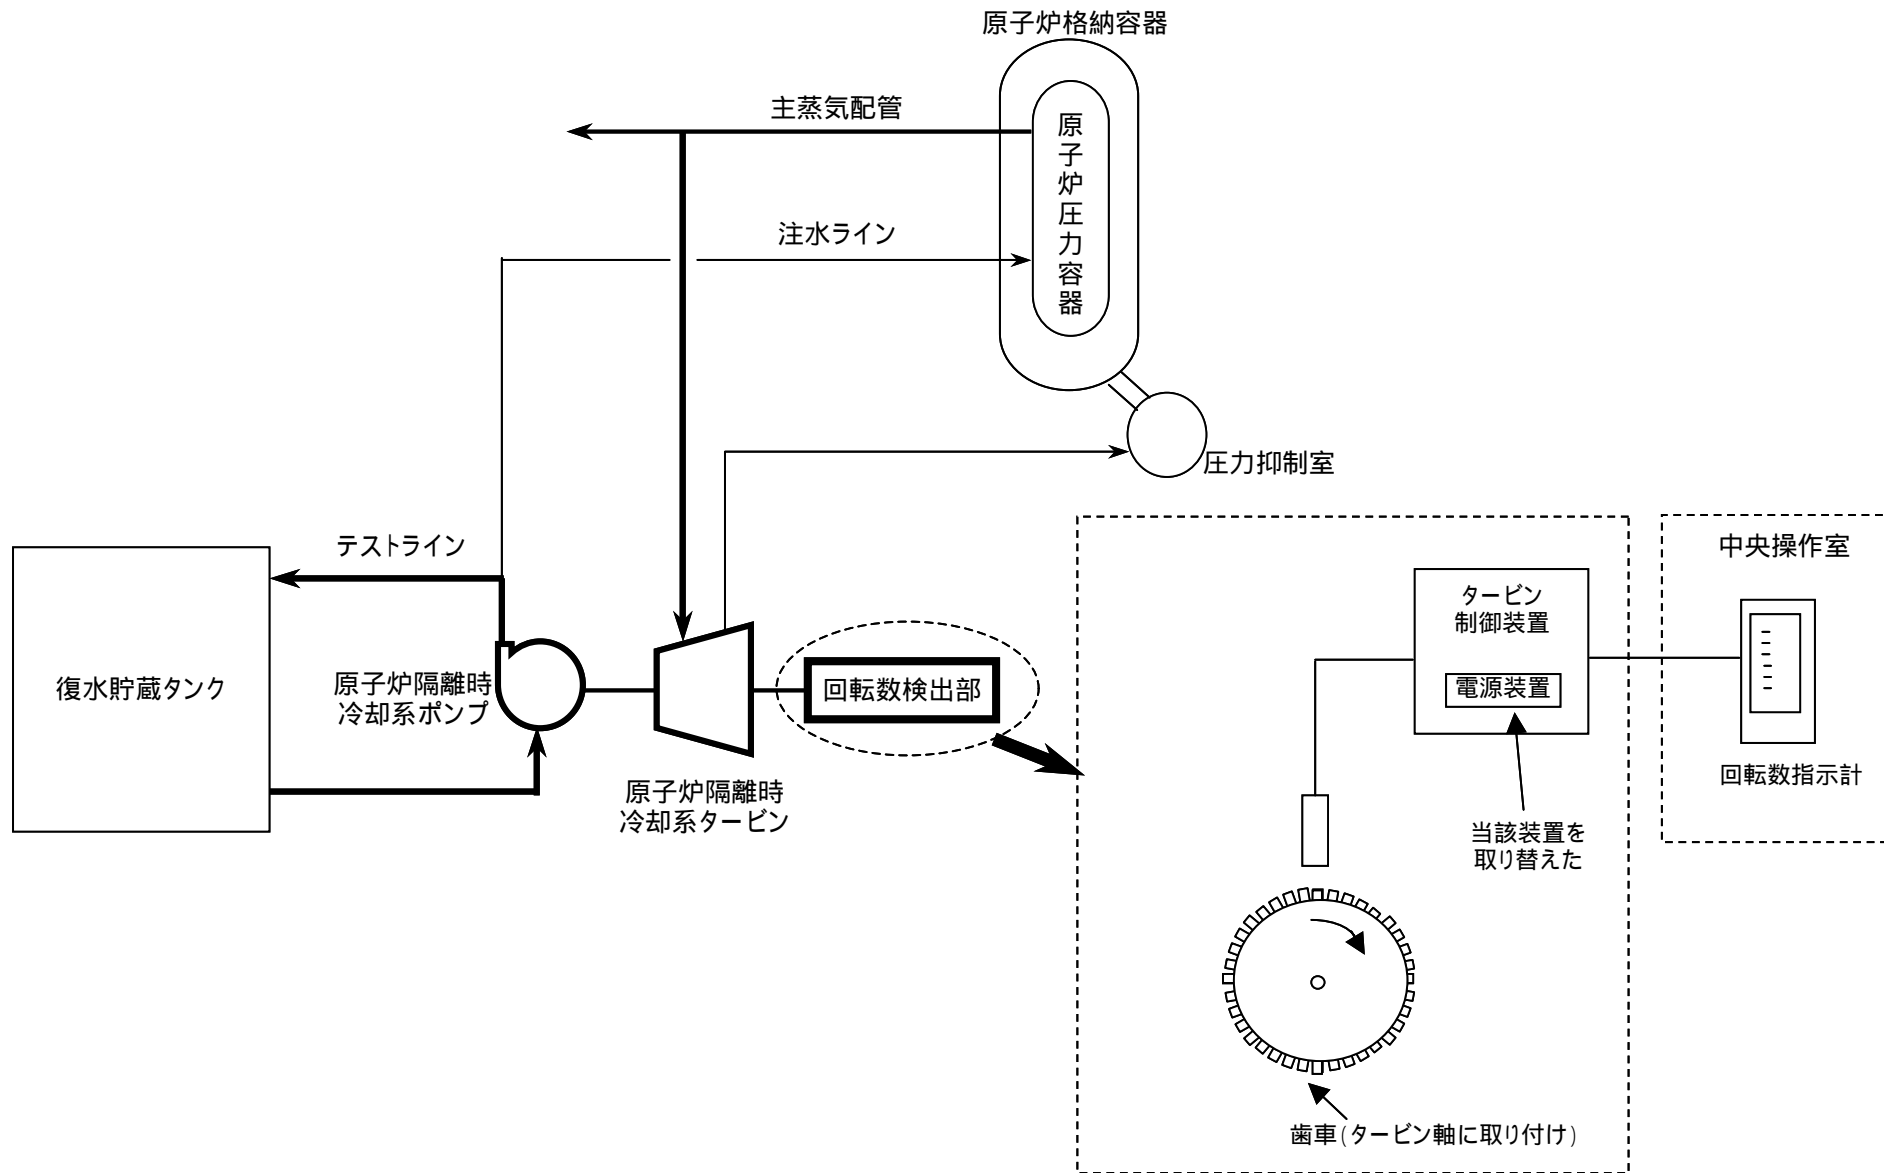 原子炉格納容器
主蒸気配管
原子炉圧力容器
注水ライン
圧力抑制室
テストライン
復水貯蔵タンク
原子炉隔離時
冷却系ポンプ
回転数検出部
原子炉隔離時
冷却系タービン
タービン
制御装置
電源装置
当該装置を
取り替えた
中央操作室
回転数指示計
歯車(タービン軸に取り付け)